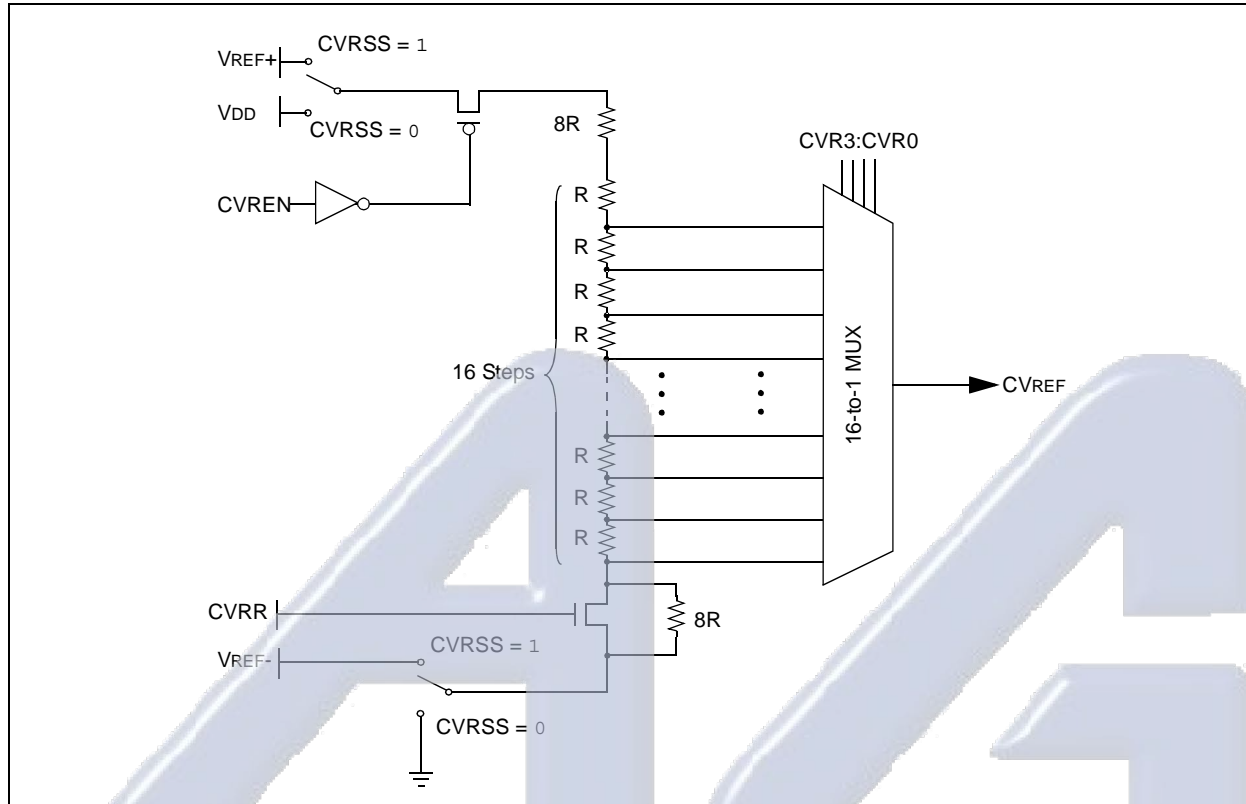 CVRSS = 1
VREF+
VDD
CVRSS = 0
8R
CVR3:CVR0
CVREN
R
R
R
R
16 Steps
16-to-1 MUX
CVREF
R
R
R
CVRR
8R
CVRSS = 1
VREF-
CVRSS = 0